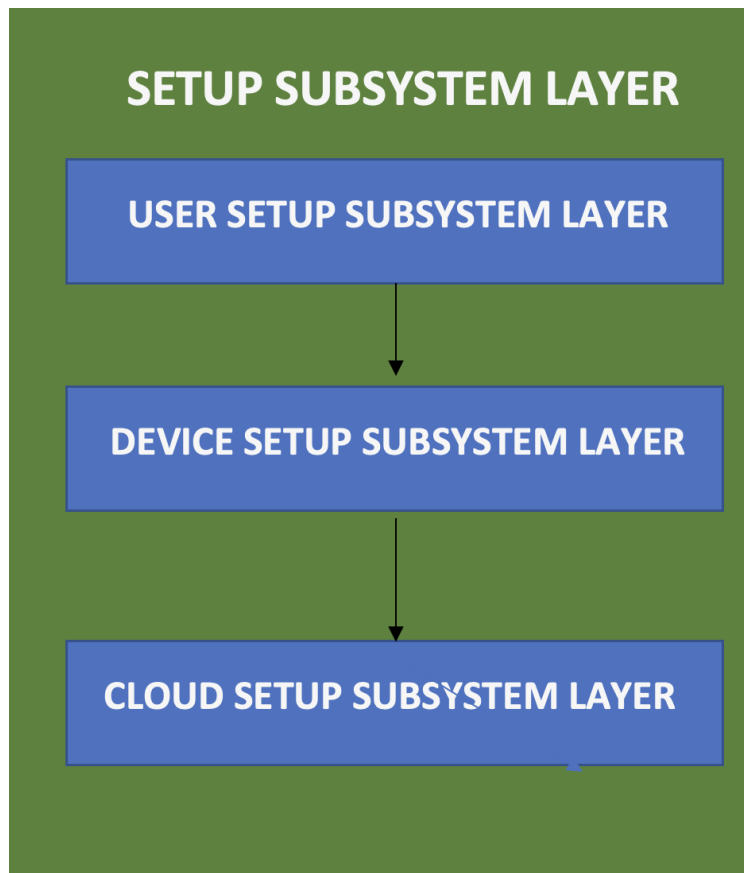 SETUP SUBSYSTEM LAYER
USER SETUP SUBSYSTEM LAYER
DEVICE SETUP SUBSYSTEM LAYER
CLOUD SETUP SUBSYSTEM LAYER